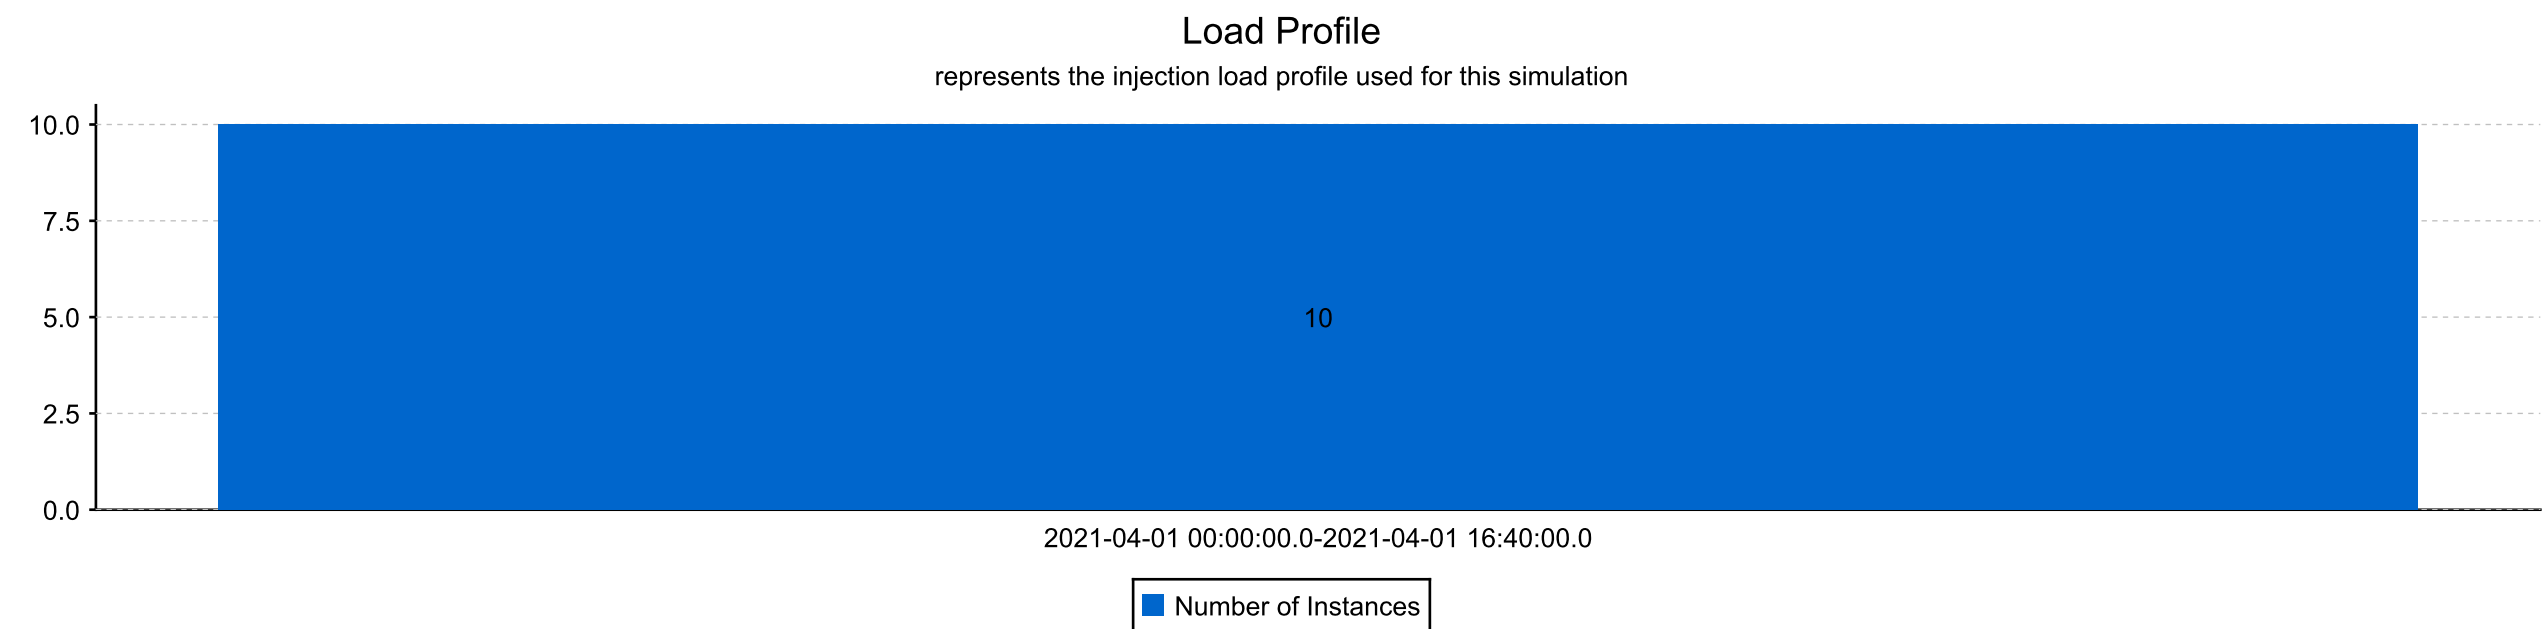 Load Profile
represents the injection load profile used for this simulation
10.0
7.5
5.0
2.5
0.0
10
2021-04-01 00:00:00.0-2021-04-01 16:40:00.0
Number of Instances